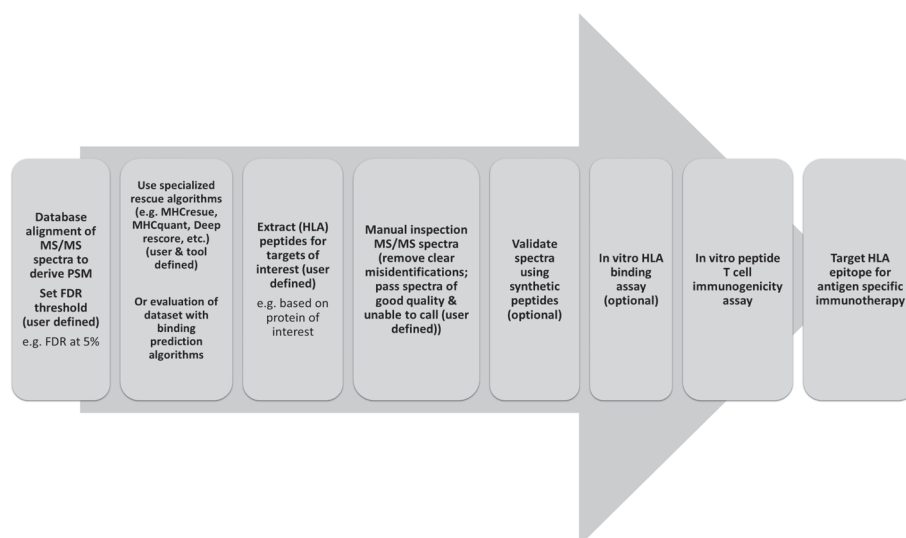 Database
alignment of
MS/MS
spectra to
derive PSM
Set FDR
threshold
(user defined)
e.g. FDR at 5%
Use specialized
rescue algorithms
(e.g. MHCresue,
MHCquant, Deep
rescore, etc.)
(user & tool
defined)
Or evaluation of
dataset with
binding
prediction
algorithms
Extract (HLA)
peptides for
targets of
interest (user
defined)
e.g. based on
protein of
interest
Manual inspection
MS/MS spectra
(remove clear
misidentifications;
pass spectra of
good quality &
unable to call (user
defined))
Validate
spectra
using
synthetic
peptides
(optional)
In vitro HLA
binding
assay
(optional)
In vitro peptide
T cell
immunogenicity
assay
Target HLA
epitope for
antigen specific
immunotherapy